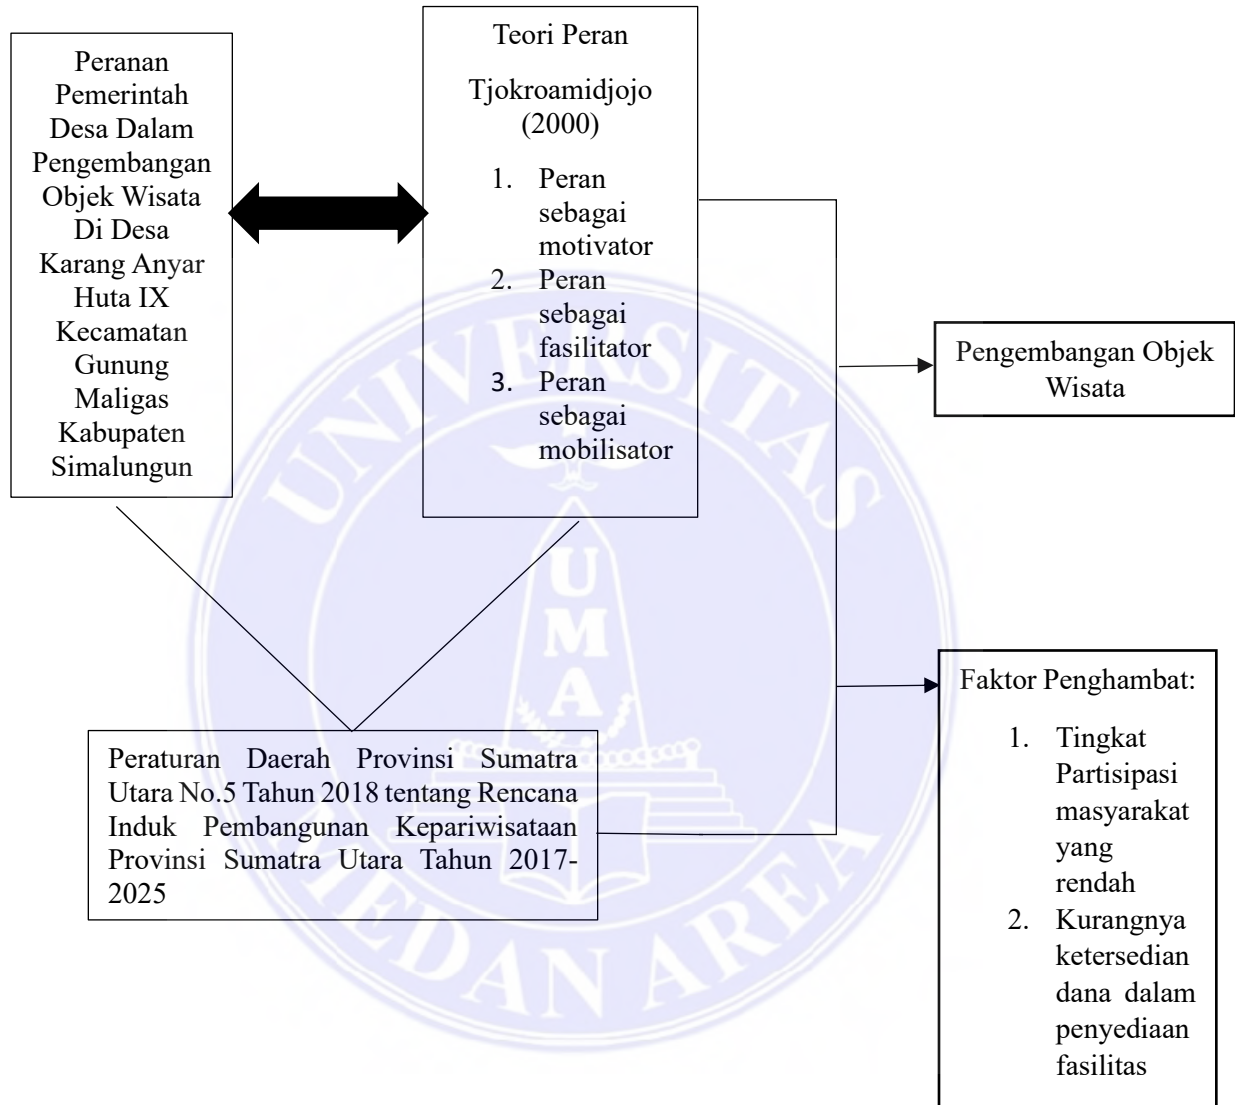 Peranan
Pemerintah
Desa Dalam
Pengembangan
Objek Wisata
Di Desa
Karang Anyar
Huta IX
Kecamatan
Gunung
Maligas
Kabupaten
Simalungun
Teori Peran
Tjokroamidjojo
(2000)
1. Peran
sebagai
motivator
2. Peran
sebagai
fasilitator
3. Peran
sebagai
mobilisator
Pengembangan Objek
Wisata
Peraturan Daerah Provinsi Sumatra
Utara No.5 Tahun 2018 tentang Rencana
Induk Pembangunan Kepariwisataan
Provinsi Sumatra Utara Tahun 2017-
2025
Faktor Penghambat:
1. Tingkat
Partisipasi
masyarakat
yang
rendah
2. Kurangnya
ketersedian
dana dalam
penyediaan
fasilitas
UNIVERSITAS
MEDAN AREA
U
M
A